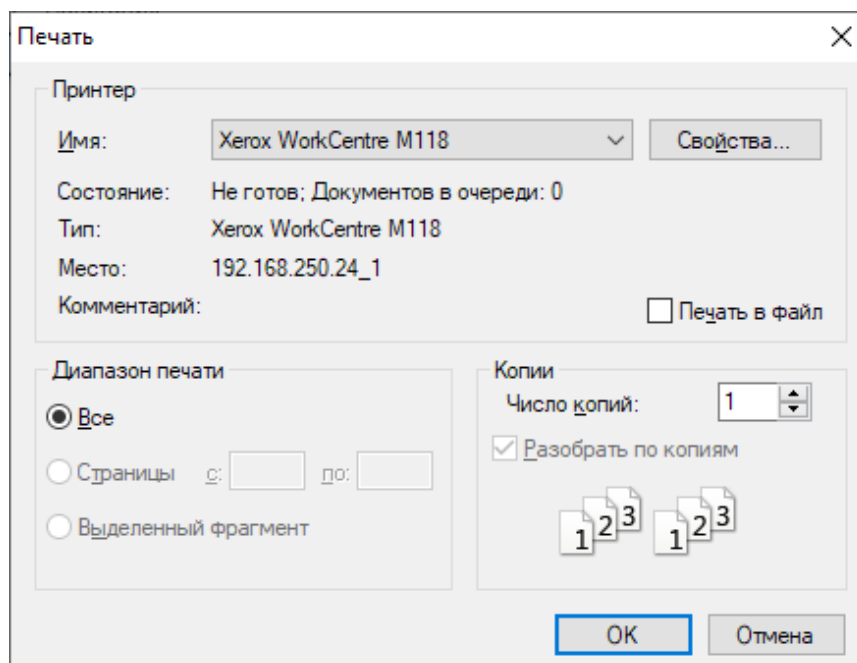 Печать
Принтер
Имя: Xerox WorkCentre M118 Свойства...
Состояние: Не готов; Документов в очереди: 0
Тип: Xerox WorkCentre M118
Место: 192.168.250.24_1
Комментарий: Печать в файл
Диапазон печати
Все
Страницы с: по:
Выделенный фрагмент
Копии
Число копий: 1
Разобрать по копиям
1 2 3 1 2 3
OK Отмена